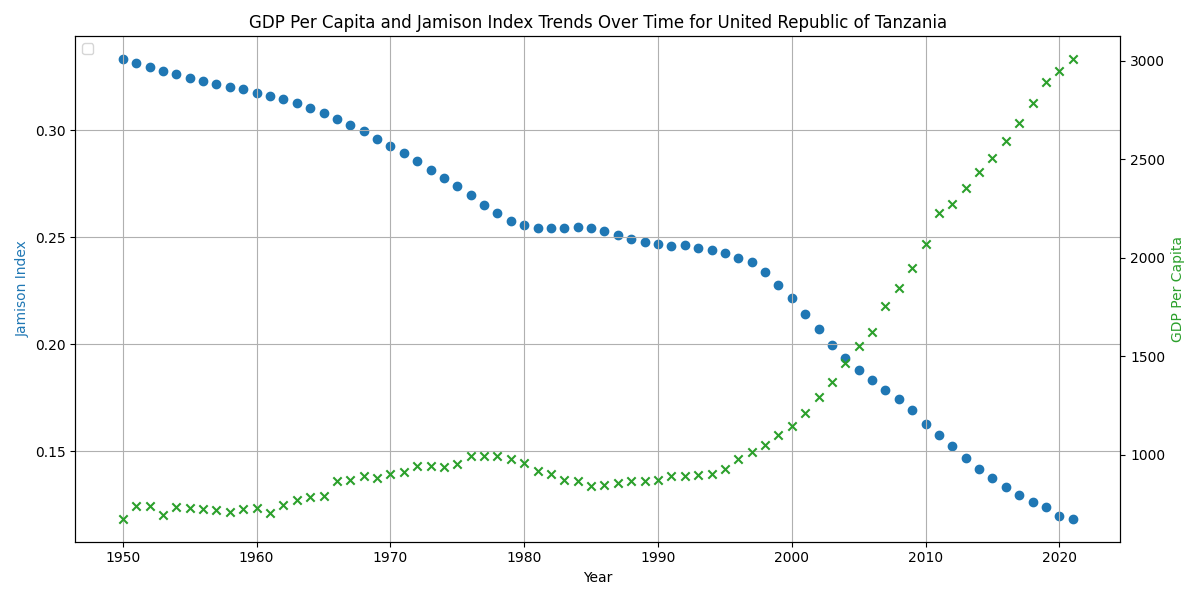 GDP Per Capita and Jamison Index Trends Over Time for United Republic of Tanzania
Jamison Index
0.30
0.25
0.20
0.15
3000
2500
2000
1500
1000
GDP Per Capita
1950 1960 1970 1980 1990 2000 2010 2020
Year